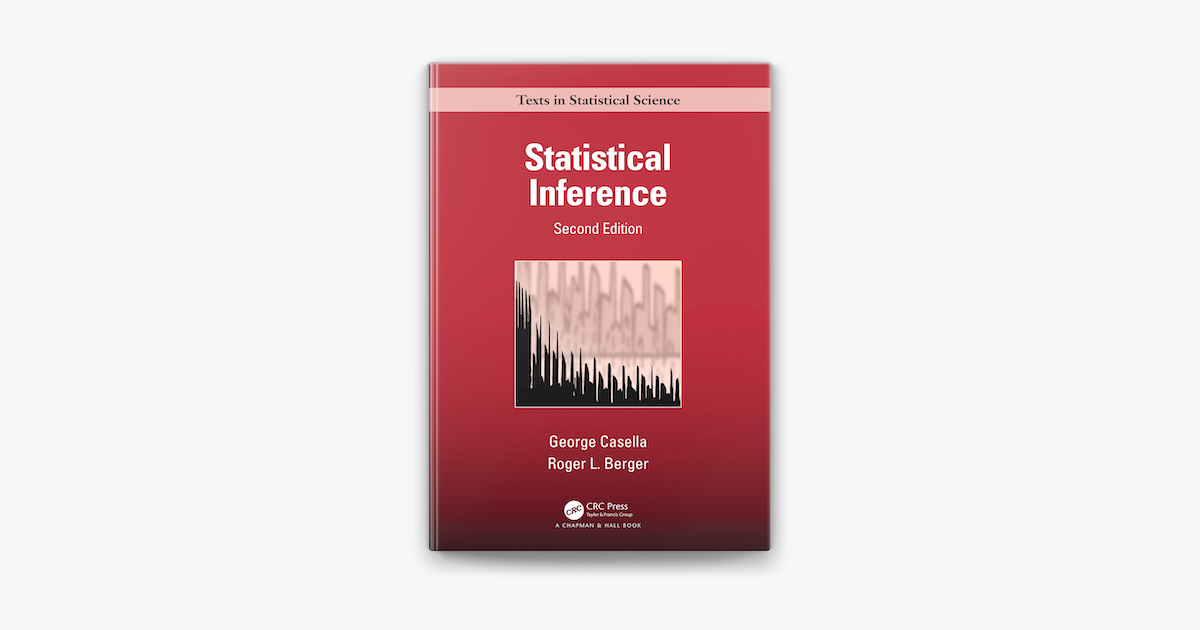 Texts in Statistical Science
Statistical
Inference
Second Edition
George Casella
Roger L. Berger
CRC CRC Press
Taylor & Francis Group
A CHAPMAN & HALL BOOK